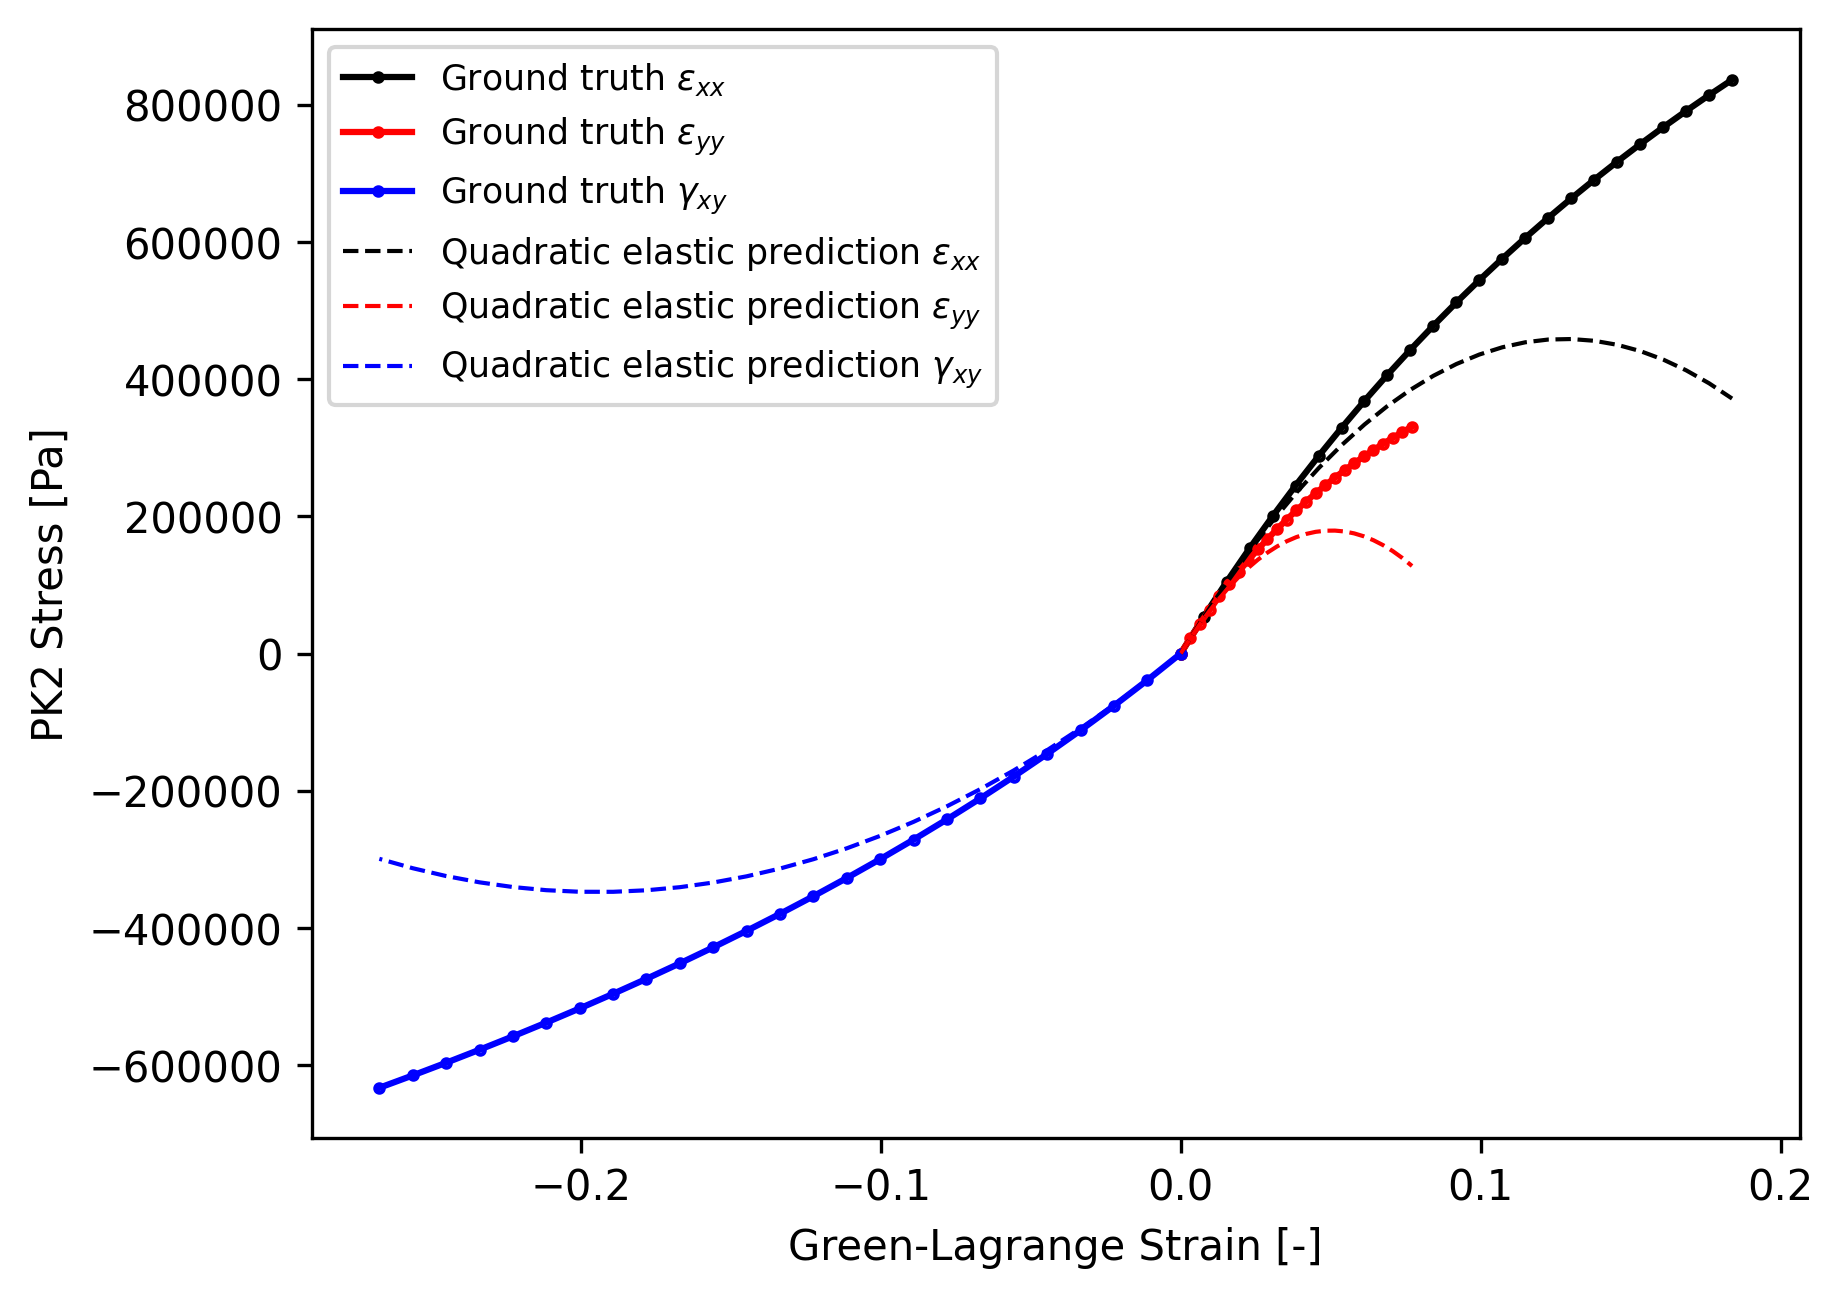 Ground truth εxx
Ground truth εyy
Ground truth γxy
Quadratic elastic prediction εxx
Quadratic elastic prediction εyy
Quadratic elastic prediction γxy
800000
600000
400000
200000
0
−200000
−400000
−600000
PK2 Stress [Pa]
−0.2 −0.1 0.0 0.1 0.2
Green-Lagrange Strain [-]